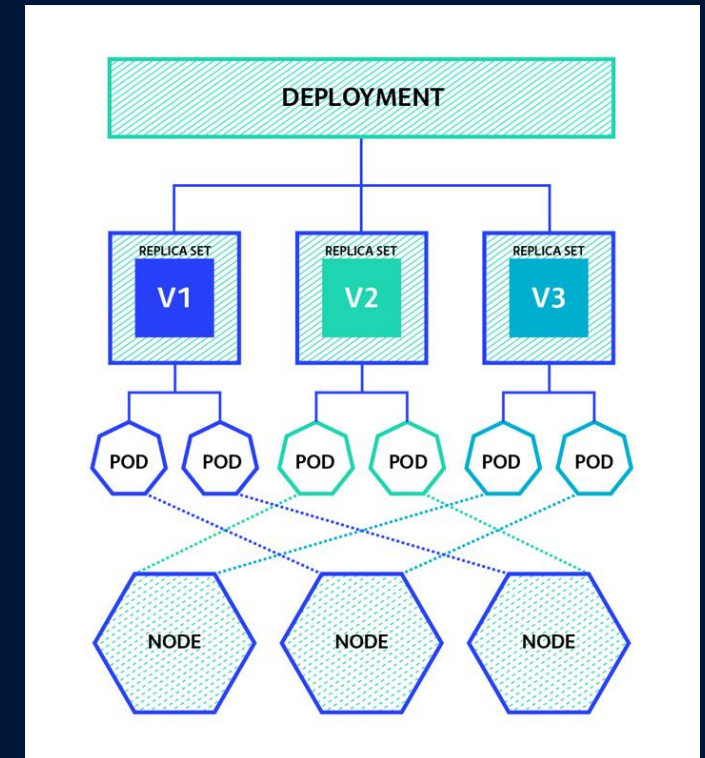 DEPLOYMENT
REPLICA SET
V1
REPLICA SET
V2
REPLICA SET
V3
POD
POD
POD
POD
POD
POD
NODE
NODE
NODE